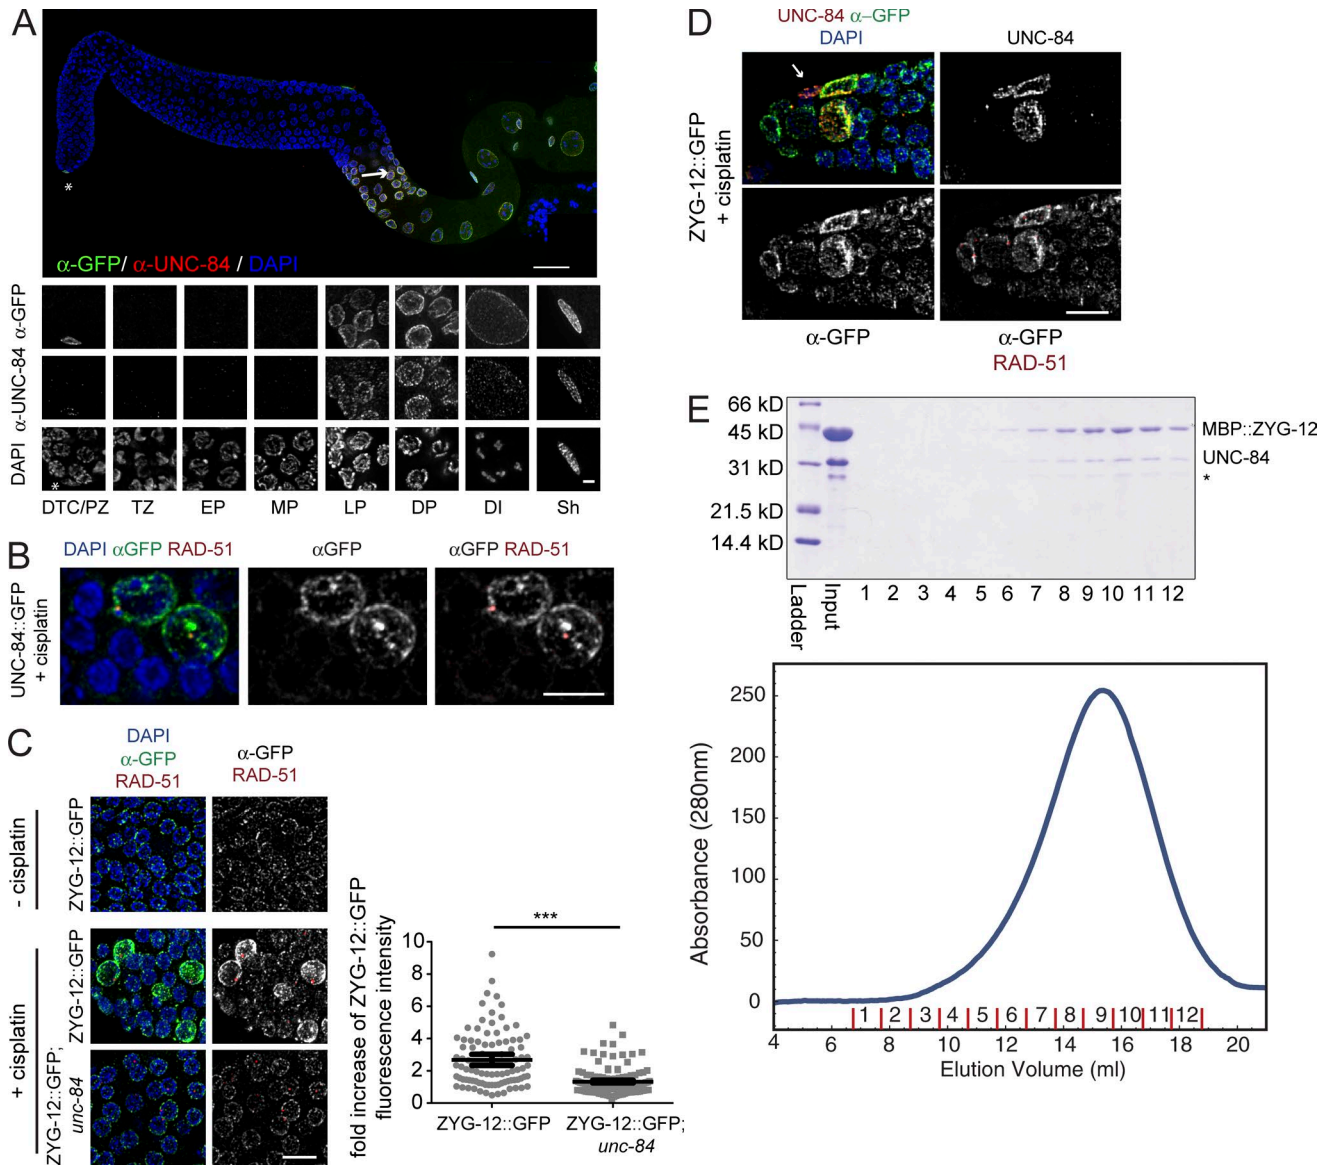 A
*
α-GFP/ α-UNC-84 / DAPI
α-GFP
α-UNC-84
DAPI
*
DTC/PZ TZ EP MP LP DP DI Sh
B
DAPI αGFP RAD-51 αGFP αGFP RAD-51
UNC-84::GFP
+ cisplatin
C
DAPI
α-GFP
RAD-51
α-GFP
RAD-51
- cisplatin
ZYG-12::GFP
+ cisplatin
ZYG-12::GFP
ZYG-12::GFP;
unc-84
fold increase of ZYG-12::GFP
fluorescence intensity
***
10
8
6
4
2
0
ZYG-12::GFP
ZYG-12::GFP;
unc-84
D
UNC-84 α–GFP
DAPI
UNC-84
ZYG-12::GFP
+ cisplatin
α-GFP
α-GFP
RAD-51
E
66 kD
45 kD
31 kD
21.5 kD
14.4 kD
MBP::ZYG-12
UNC-84
*
Ladder
Input
1 2 3 4 5 6 7 8 9 10 11 12
Absorbance (280nm)
250
200
150
100
50
0
1 2 3 4 5 6 7 8 9 10 11 12
4 6 8 10 12 14 16 18 20
Elution Volume (ml)